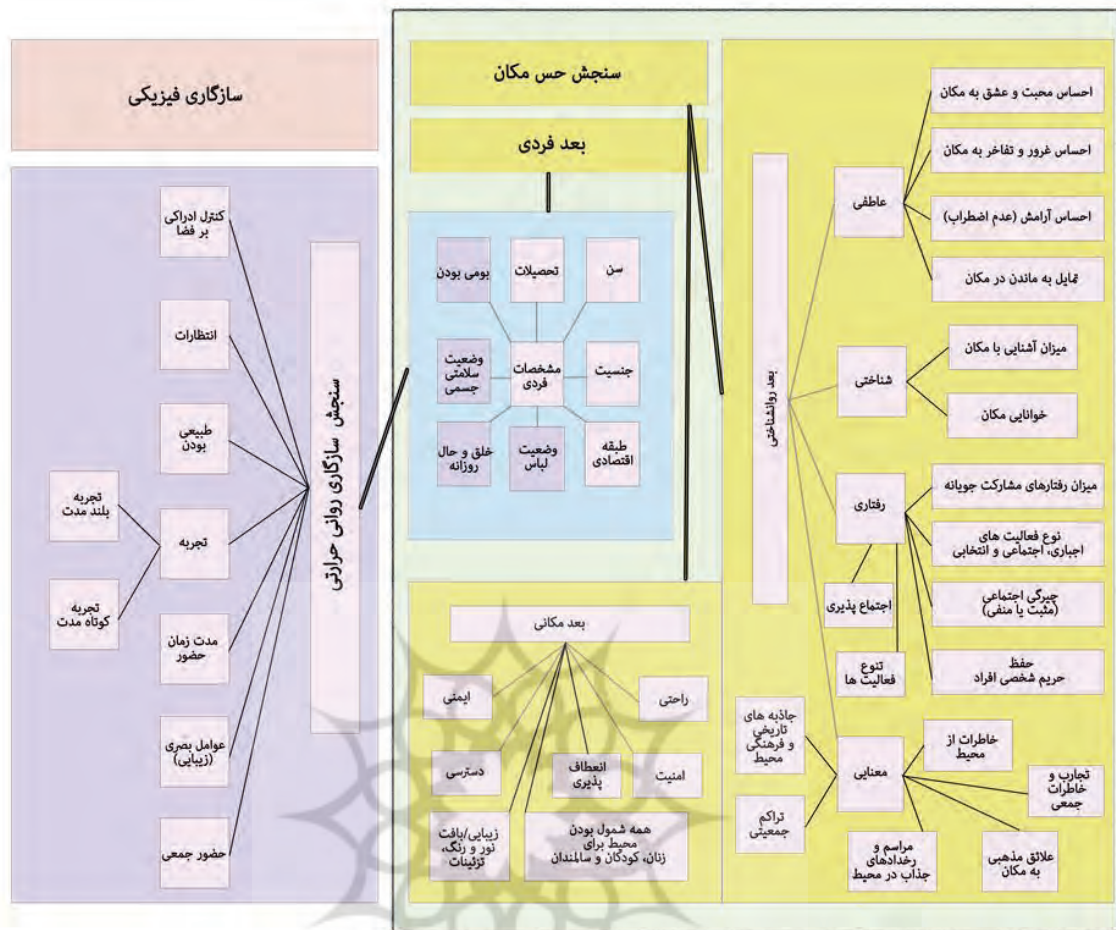 سنجش حس مکان
بعد فردی
بعد روانشناختی
عاطفی
احساس محبت و عشق به مکان
احساس غرور و تفاخر به مکان
احساس آرامش (عدم اضطراب)
تمایل به ماندن در مکان
شناختی
میزان آشنایی با مکان
خوانایی مکان
رفتاری
میزان رفتارهای مشارکت جویانه
نوع فعالیت های
اجباری، اجتماعی و انتخابی
چیرگی اجتماعی
(مثبت یا منفی)
حفظ
حریم شخصی افراد
اجتماع پذیری
تنوع
فعالیت ها
معنایی
خاطرات از
محیط
تجارب و
خاطرات
جمعی
علائق مذهبی
به مکان
مراسم و
رخدادهای
جذاب در محیط
جاذبه های
تاریخی
و فرهنگی
محیط
تراکم
جمعیتی
مشخصات
فردی
سن
تحصیلات
بومی بودن
جنسیت
وضعیت
سلامتی
جسمی
طبقه
اقتصادی
وضعیت
لباس
خلق و حال
روزانه
بعد مکانی
راحتی
ایمنی
امنیت
انعطاف
پذیری
دسترسی
همه شمول بودن
محیط برای
زنان، کودکان و سالمندان
زیبایی/بافت
نور و رنگ،
تزئینات
سازگاری فیزیکی
سنجش سازگاری روانی حرارتی
کنترل ادراکی
بر فضا
انتظارات
طبیعی
بودن
تجربه
تجربه
بلند مدت
تجربه
کوتاه مدت
مدت زمان
حضور
عوامل بصری
(زیبایی)
حضور جمعی